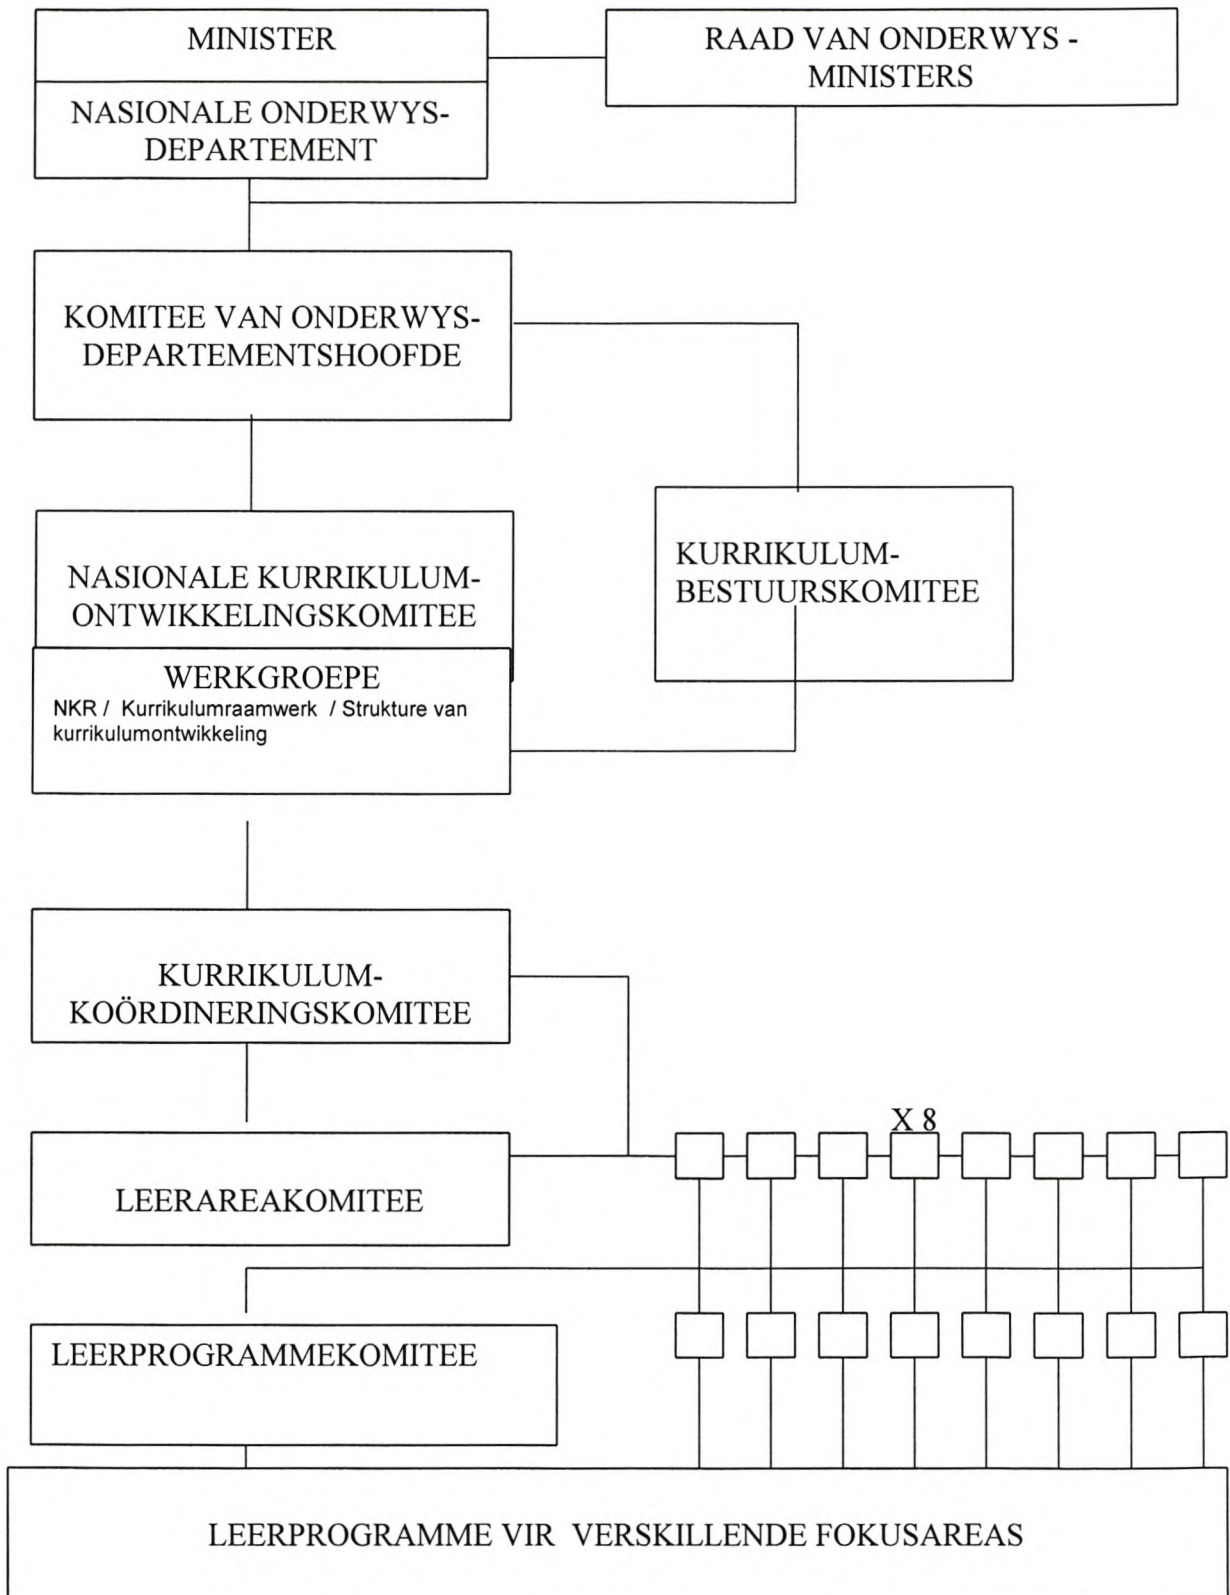 MINISTER
RAAD VAN ONDERWYS -
MINISTERS
NASIONALE ONDERWYS-
DEPARTEMENT
KOMITEE VAN ONDERWYS-
DEPARTEMENTSHOOFDE
NASIONALE KURRIKULUM-
ONTWIKKELINGSKOMITEE
KURRIKULUM-
BESTUURSKOMITEE
WERKGROEPE
NKR / Kurrikulumraamwerk / Strukture van
kurrikulumontwikkeling
KURRIKULUM-
KOÖRDINERINGSKOMITEE
X 8
LEERAREAKOMITEE
LEERPROGRAMMEKOMITEE
LEERPROGRAMME VIR VERSKILLENDE FOKUSAREAS